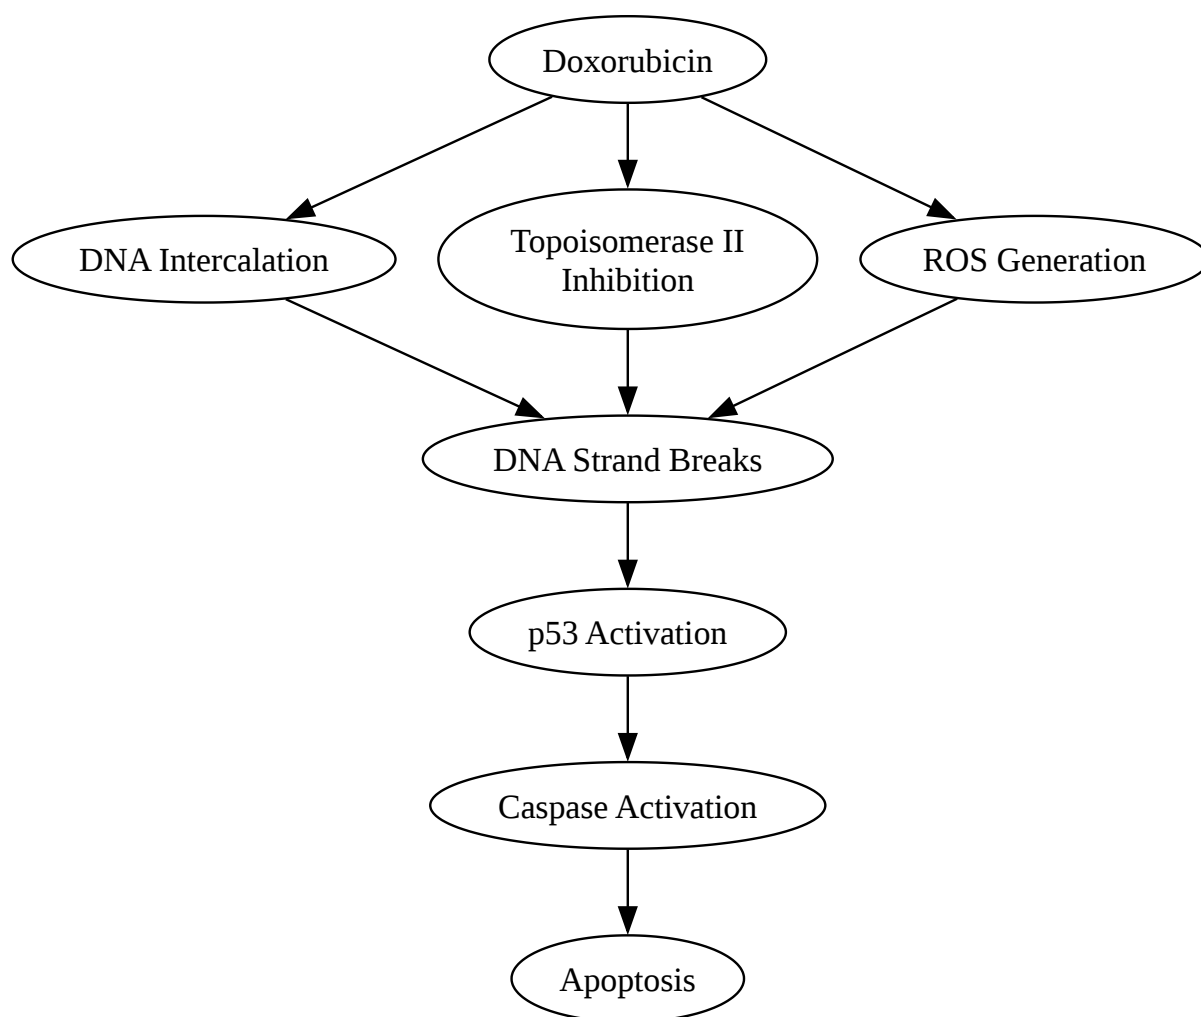 Doxorubicin
DNA Intercalation
Topoisomerase II
Inhibition
ROS Generation
DNA Strand Breaks
p53 Activation
Caspase Activation
Apoptosis